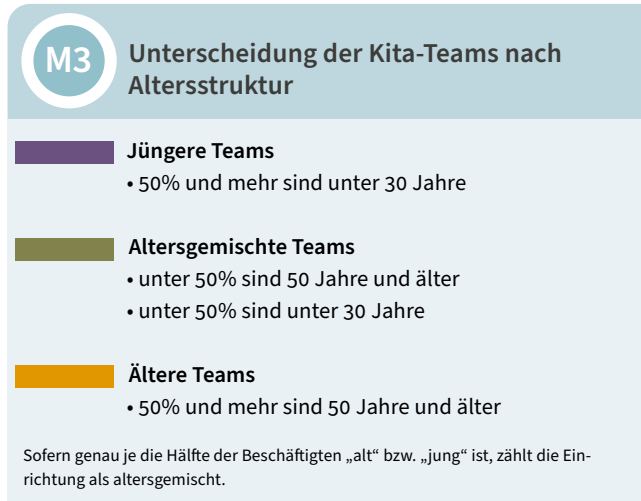 M3
Unterscheidung der Kita-Teams nach
Altersstruktur
Jüngere Teams
• 50% und mehr sind unter 30 Jahre
Altersgemischte Teams
• unter 50% sind 50 Jahre und älter
• unter 50% sind unter 30 Jahre
Ältere Teams
• 50% und mehr sind 50 Jahre und älter
Sofern genau je die Hälfte der Beschäftigten „alt“ bzw. „jung“ ist, zählt die Ein-
richtung als altersgemischt.